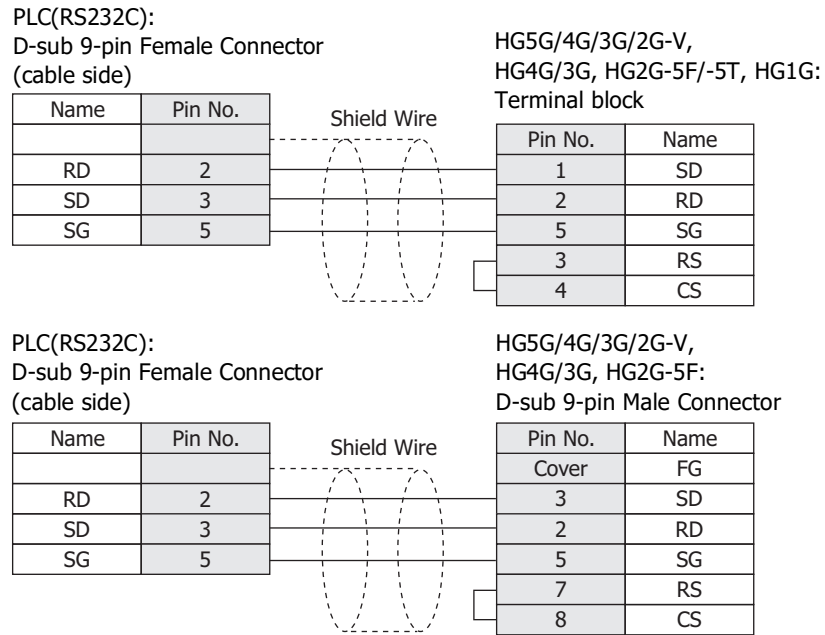 PLC(RS232C):
D-sub 9-pin Female Connector
(cable side)
HG5G/4G/3G/2G-V,
HG4G/3G, HG2G-5F/-5T, HG1G:
Terminal block
Name Pin No.
RD 2
SD 3
SG 5
Shield Wire
Pin No. Name
1 SD
2 RD
5 SG
3 RS
4 CS
PLC(RS232C):
D-sub 9-pin Female Connector
(cable side)
HG5G/4G/3G/2G-V,
HG4G/3G, HG2G-5F:
D-sub 9-pin Male Connector
Name Pin No.
RD 2
SD 3
SG 5
Shield Wire
Pin No. Name
Cover FG
3 SD
2 RD
5 SG
7 RS
8 CS